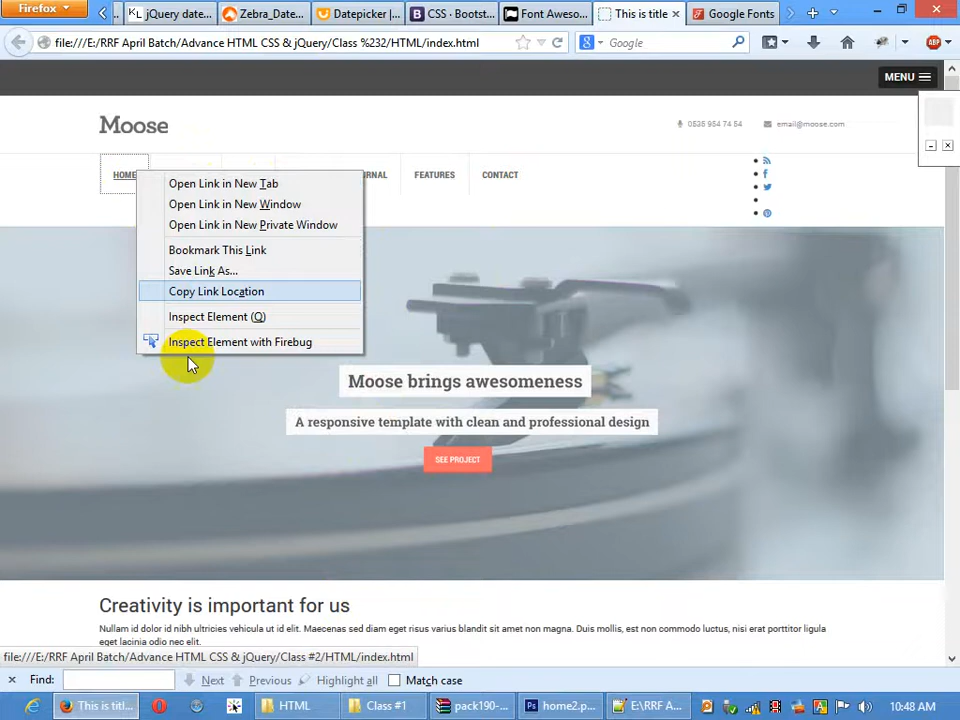 Firefox
jQuery date...
Zebra_Date...
Datepicker |...
CSS · Bootst...
Font Aweso...
This is title
Google Fonts
file:///E:/RRF April Batch/Advance HTML CSS & jQuery/Class %232/HTML/index.html
Google
ABP
MENU
Moose
0535 954 74 54
email@moose.com
HOME
RNAL
FEATURES
CONTACT
Open Link in New Tab
Open Link in New Window
Open Link in New Private Window
Bookmark This Link
Save Link As...
Copy Link Location
Inspect Element (Q)
Inspect Element with Firebug
Moose brings awesomeness
A responsive template with clean and professional design
SEE PROJECT
Creativity is important for us
Nullam id dolor id nibh ultricies vehicula ut id elit. Maecenas sed diam eget risus varius blandit sit amet non magna. Duis mollis, est non commodo luctus, nisi erat porttitor ligula
eget lacinia odio nec elit.
file:///E:/RRF April Batch/Advance HTML CSS & jQuery/Class #2/HTML/index.html
Find:
Next
Previous
Highlight all
Match case
This is titl...
HTML
Class #1
pack190-...
home2.p...
E:\RRF A...
10:48 AM